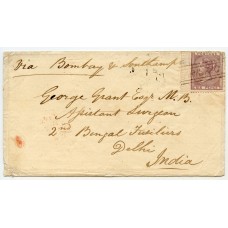 Via Bombay & Southampton
George Grant Esqr M.B.
Assistant Surgeon
2nd Bengal Fusiliers
Delhi
India